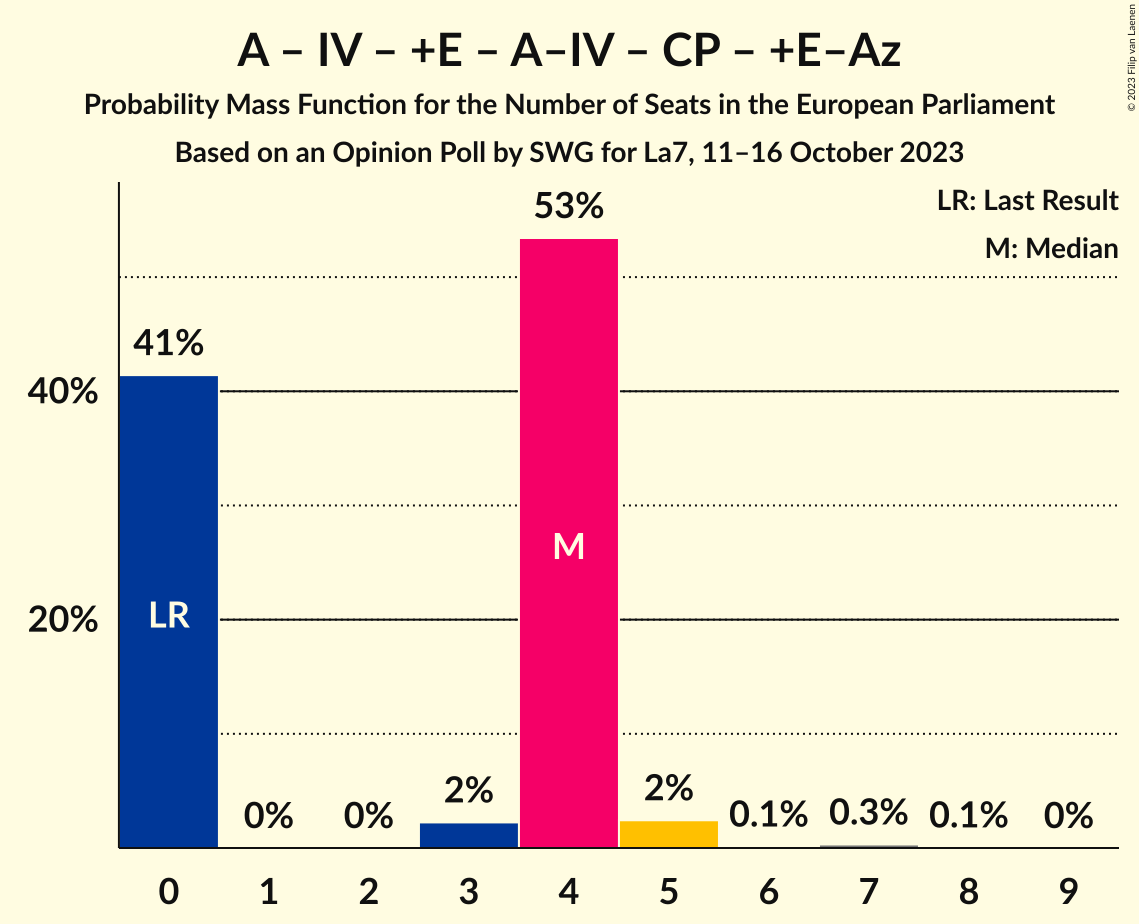 A – IV – +E – A–IV – CP – +E–Az
Probability Mass Function for the Number of Seats in the European Parliament
Based on an Opinion Poll by SWG for La7, 11–16 October 2023
© 2023 Filip van Laenen
LR: Last Result
M: Median
53%
41%
40%
M
LR
20%
0%
0%
2%
2%
0.1%
0.3%
0.1%
0%
0 1 2 3 4 5 6 7 8 9